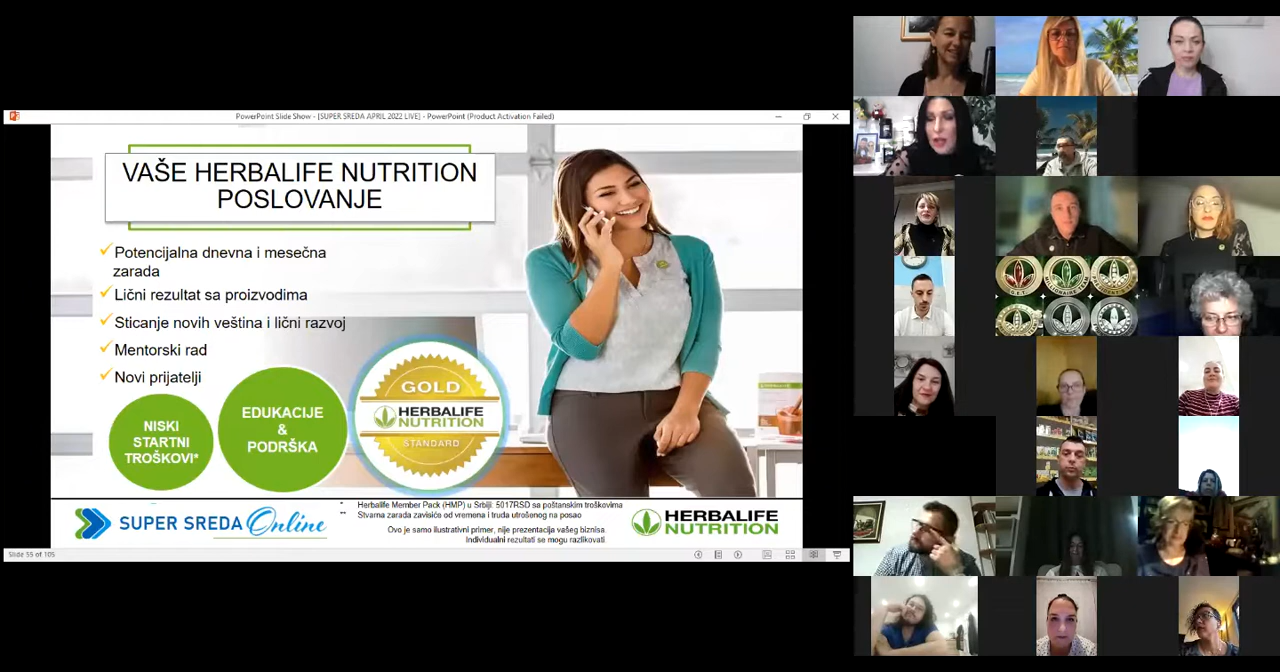 PowerPoint Slide Show - [SUPER SREDA APRIL 2022 LIVE] - PowerPoint (Product Activation Failed)
VAŠE HERBALIFE NUTRITION
POSLOVANJE
Potencijalna dnevna i mesečna
zarada
Lični rezultat sa proizvodima
Sticanje novih veština i lični razvoj
Mentorski rad
Novi prijatelji
NISKI
STARTNI
TROŠKOVI*
EDUKACIJE
&
PODRŠKA
GOLD
HERBALIFE
NUTRITION
STANDARD
SUPER SREDA Online
* Herbalife Member Pack (HMP) u Srbiji: 5017RSD sa poštanskim troškovima
** Stvarna zarada zavisiće od vremena i truda utrošenog na posao
Ovo je samo ilustrativni primer, nije prezentacija vašeg biznisa
Individualni rezultati se mogu razlikovati
HERBALIFE
NUTRITION
Slide 55 of 105